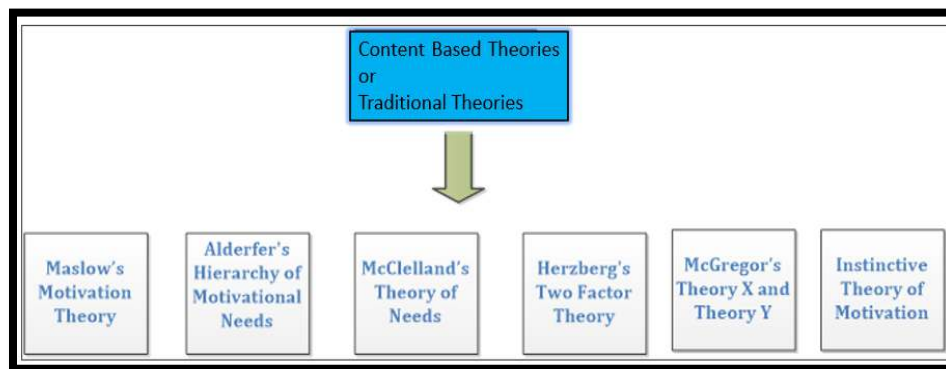 Content Based Theories
or
Traditional Theories
Maslow's
Motivation
Theory
Alderfer's
Hierarchy of
Motivational
Needs
McClelland's
Theory of
Needs
Herzberg's
Two Factor
Theory
McGregor's
Theory X and
Theory Y
Instinctive
Theory of
Motivation